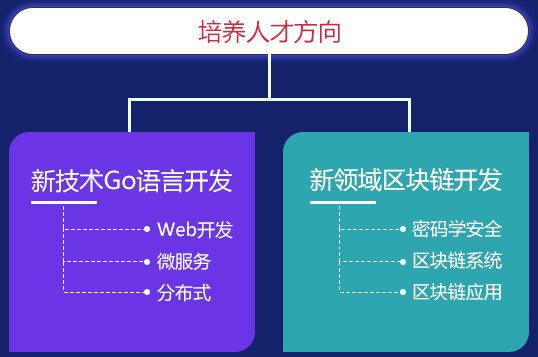 培养人才方向
新技术Go语言开发
Web开发
微服务
分布式
新领域区块链开发
密码学安全
区块链系统
区块链应用